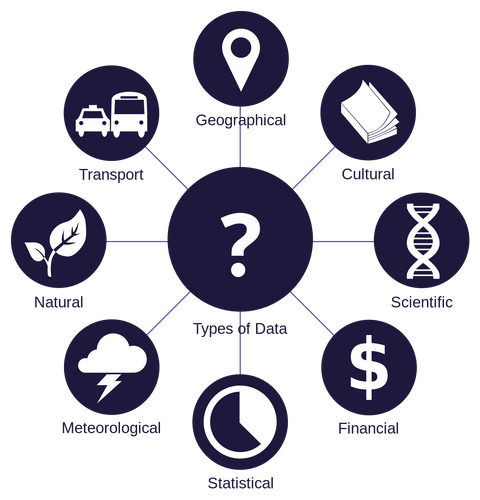 Geographical
Transport
Cultural
?
Natural
Scientific
Types of Data
$
Meteorological
Financial
Statistical